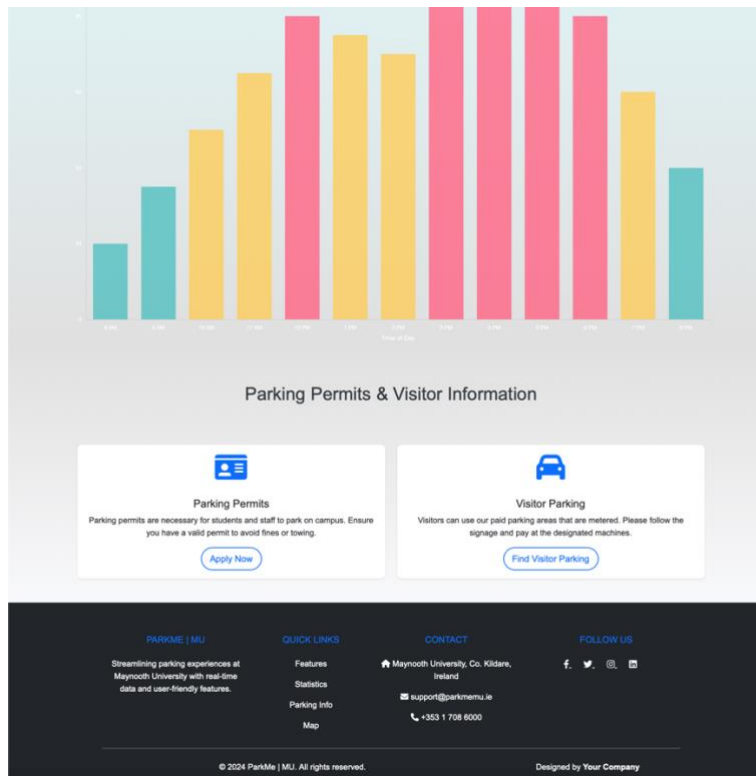 Time of Day
Parking Permits & Visitor Information
Parking Permits
Parking permits are necessary for students and staff to park on campus. Ensure
you have a valid permit to avoid fines or towing.
Apply Now
Visitor Parking
Visitors can use our paid parking areas that are metered. Please follow the
signage and pay at the designated machines.
Find Visitor Parking
PARKME | MU
Streamlining parking experiences at
Maynooth University with real-time
data and user-friendly features.
QUICK LINKS
Features
Statistics
Parking Info
Map
CONTACT
Maynooth University, Co. Kildare,
Ireland
support@parkmemu.ie
+353 1 708 6000
FOLLOW US
© 2024 ParkMe | MU. All rights reserved.
Designed by Your Company